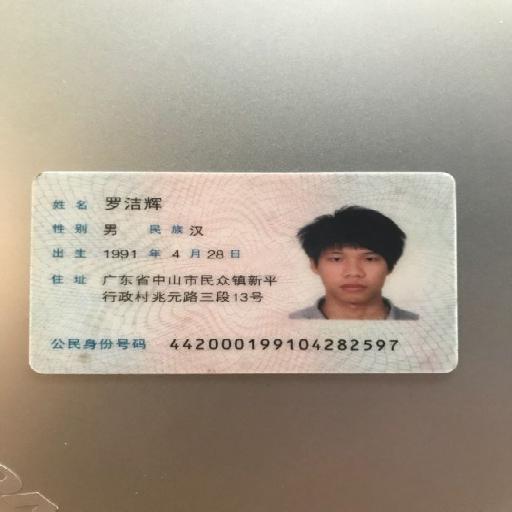 姓名 罗洁辉
性别 男 民族 汉
出生 1991 年 4 月 28 日
住址 广东省中山市民众镇新平
行政村兆元路三段13号
公民身份号码 442000199104282597